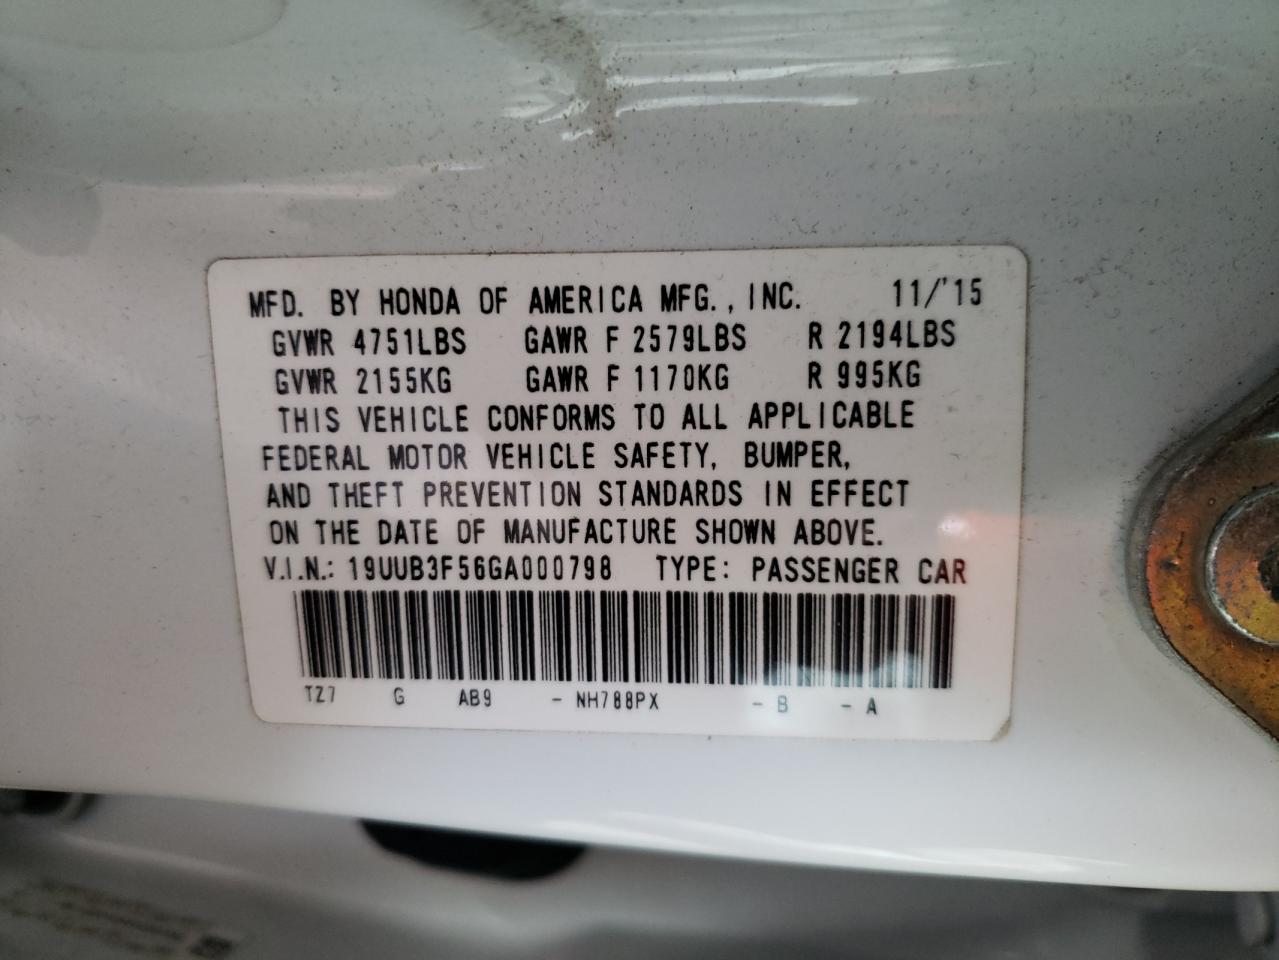 MFD. BY HONDA OF AMERICA MFG., INC. 11/'15
GVWR 4751LBS GAWR F 2579LBS R 2194LBS
GVWR 2155KG GAWR F 1170KG R 995KG
THIS VEHICLE CONFORMS TO ALL APPLICABLE
FEDERAL MOTOR VEHICLE SAFETY, BUMPER,
AND THEFT PREVENTION STANDARDS IN EFFECT
ON THE DATE OF MANUFACTURE SHOWN ABOVE.
V.I.N.: 19UUB3F56GA000798 TYPE: PASSENGER CAR
TZ7 G AB9 - NH788PX - B - A